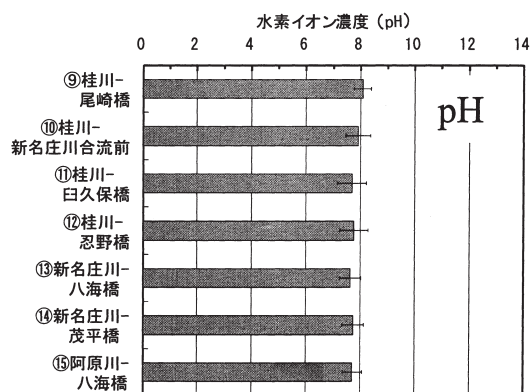 水素イオン濃度（pH）
0 2 4 6 8 10 12 14
⑨桂川−
尾崎橋
pH
⑩桂川−
新名庄川合流前
⑪桂川−
臼久保橋
⑫桂川−
忍野橋
⑬新名庄川−
八海橋
⑭新名庄川−
茂平橋
⑮阿原川−
八海橋